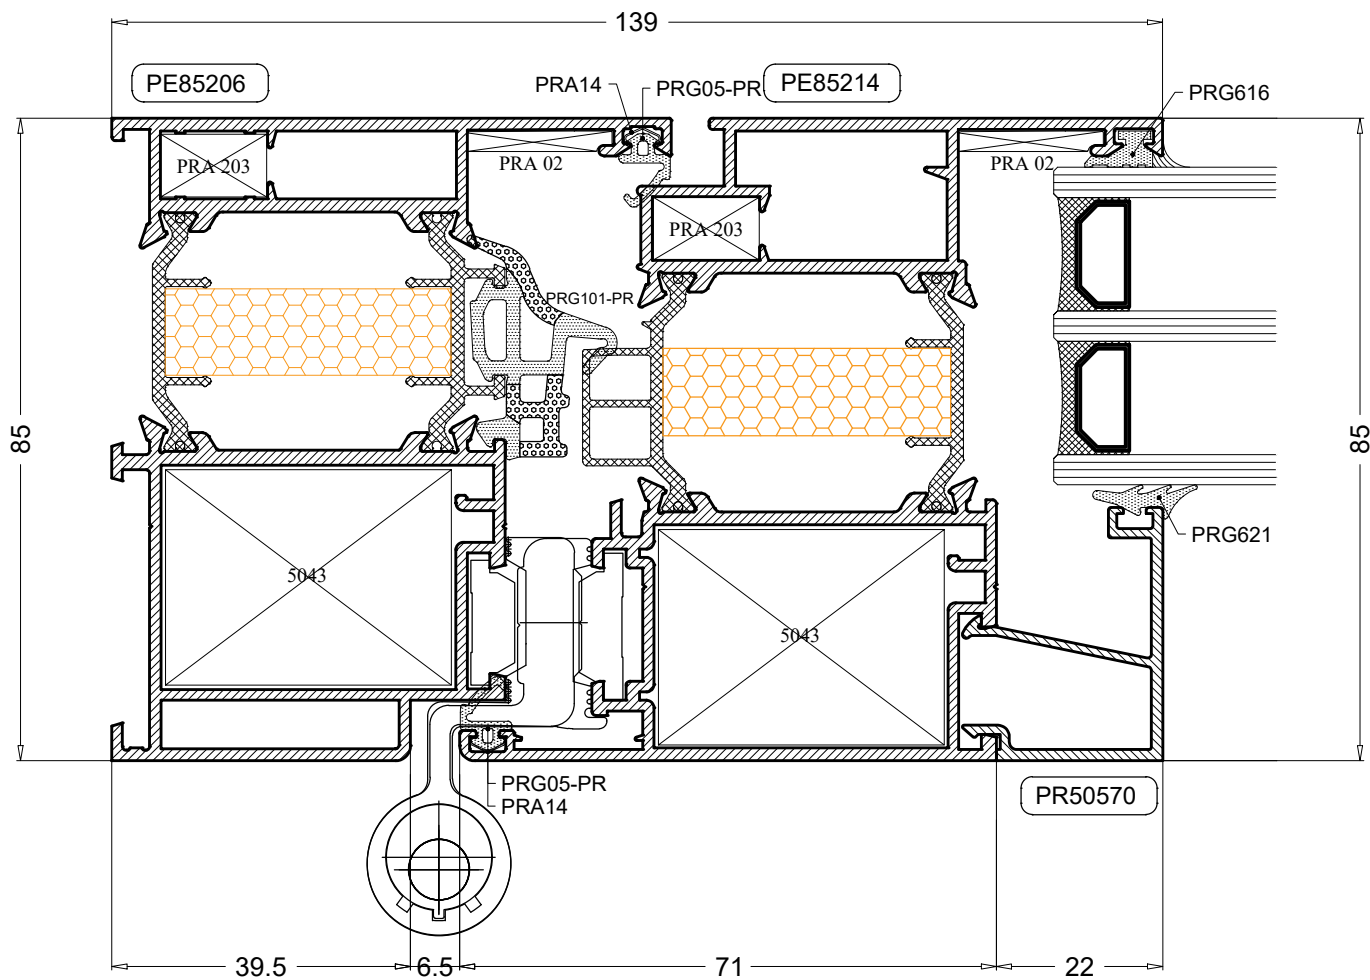 139
PE85206
PRA14
PRG05-PR
PE85214
PRG616
PRA 203
PRA 02
PRA 02
PRA 203
PRG101-PR
85
85
PRG621
5043
5043
PRG05-PR
PRA14
PR50570
39.5
6.5
71
22